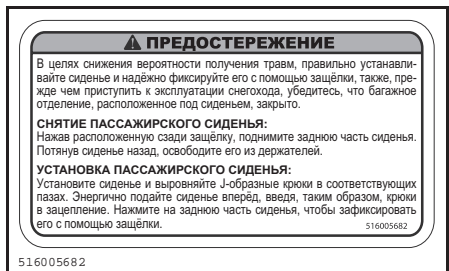 ПРЕДОСТЕРЕЖЕНИЕ
В целях снижения вероятности получения травм, правильно устанавли-
вайте сиденье и надёжно фиксируйте его с помощью защёлки, также, пре-
жде чем приступить к эксплуатации снегохода, убедитесь, что багажное
отделение, расположенное под сиденьем, закрыто.
СНЯТИЕ ПАССАЖИРСКОГО СИДЕНЬЯ:
Нажав расположенную сзади защёлку, поднимите заднюю часть сиденья.
Потянув сиденье назад, освободите его из держателей.
УСТАНОВКА ПАССАЖИРСКОГО СИДЕНЬЯ:
Установите сиденье и выровняйте J-образные крюки в соответствующих
пазах. Энергично подайте сиденье вперёд, введя, таким образом, крюки
в зацепление. Нажмите на заднюю часть сиденья, чтобы зафиксировать
его с помощью защёлки. 516005682
516005682